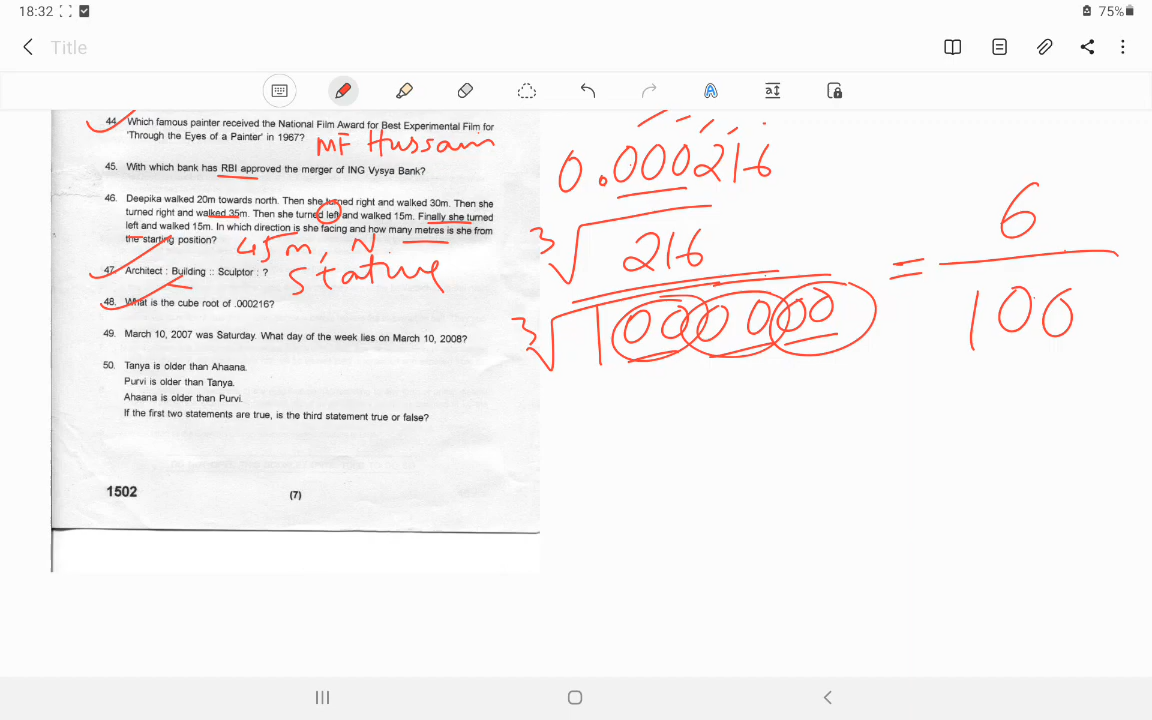 18:32
75%
Title
44. Which famous painter received the National Film Award for Best Experimental Film for
'Through the Eyes of a Painter' in 1967?
MF Hussain
45. With which bank has RBI approved the merger of ING Vysya Bank?
46. Deepika walked 20m towards north. Then she turned right and walked 30m. Then she
turned right and walked 35m. Then she turned left and walked 15m. Finally she turned
left and walked 15m. In which direction is she facing and how many metres is she from
the starting position?
45m, N
47. Architect : Building :: Sculptor : ?
Statue
48. What is the cube root of .000216?
49. March 10, 2007 was Saturday. What day of the week lies on March 10, 2008?
50. Tanya is older than Ahaana.
Purvi is older than Tanya.
Ahaana is older than Purvi.
If the first two statements are true, is the third statement true or false?
1502
(7)
0.000216
3√216
3√1000000
= 6
100